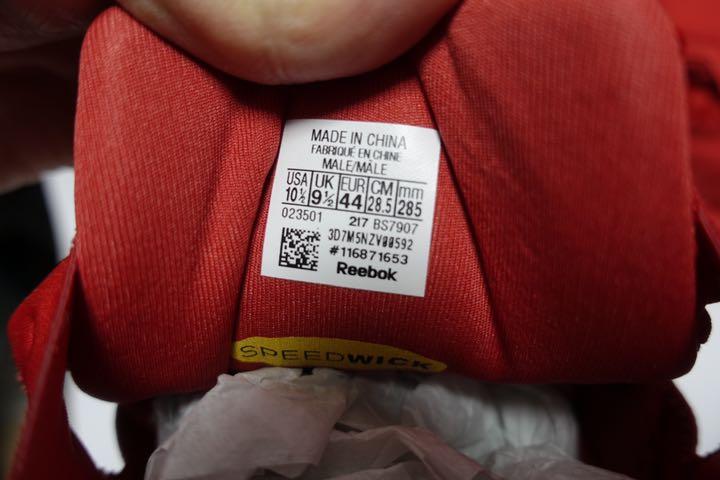 MADE IN CHINA
FABRIQUÉ EN CHINE
MALE/MÂLE
USA UK EUR CM mm
10½ 9½ 44 28.5 285
023501 217 BS7907
3D7M5NZV00592
#116871653
Reebok
SPEEDWICK